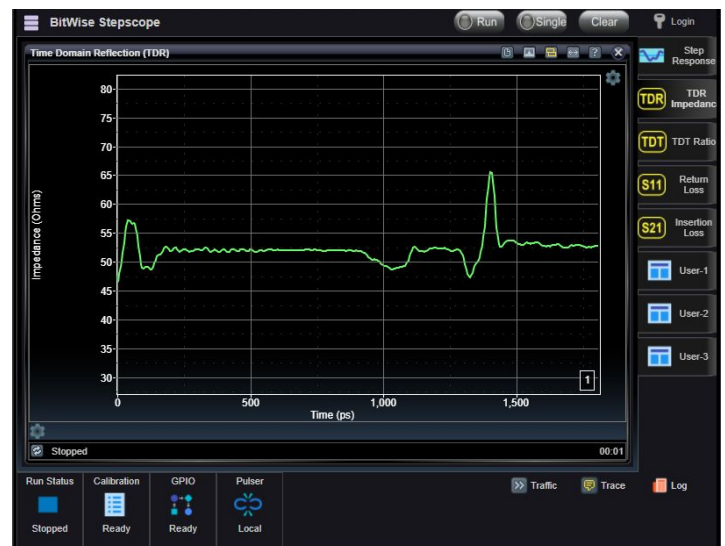 BitWise Stepscope
Run
Single
Clear
Login
Time Domain Reflection (TDR)
?
80
75
70
65
60
55
50
45
40
35
30
Impedance (Ohms)
0
500
1,000
1,500
Time (ps)
1
Stopped
00:01
Step
Response
TDR
TDR
Impedanc
TDT
TDT Ratio
S11
Return
Loss
S21
Insertion
Loss
User-1
User-2
User-3
Run Status
Calibration
GPIO
Pulser
Stopped
Ready
Ready
Local
Traffic
Trace
Log